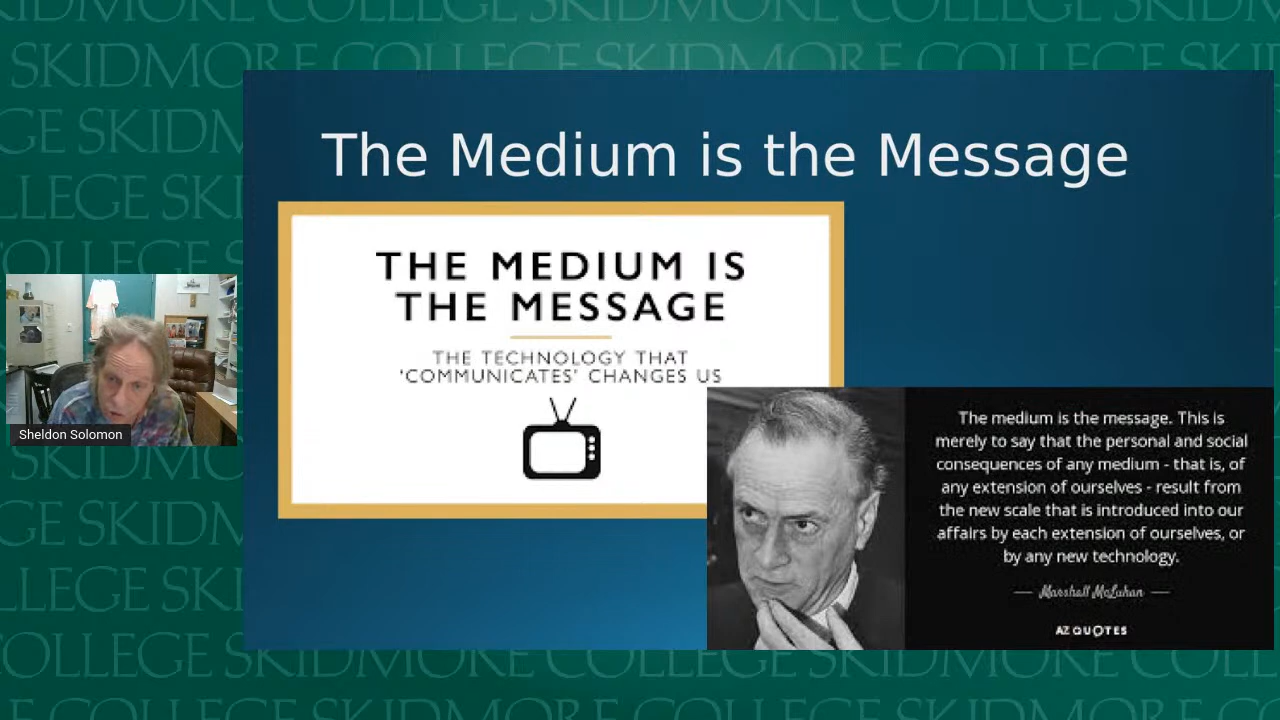 SKIDMORE COLLEGE
The Medium is the Message
THE MEDIUM IS
THE MESSAGE
THE TECHNOLOGY THAT
'COMMUNICATES' CHANGES US
Sheldon Solomon
The medium is the message. This is
merely to say that the personal and social
consequences of any medium - that is, of
any extension of ourselves - result from
the new scale that is introduced into our
affairs by each extension of ourselves, or
by any new technology.
Marshall McLuhan
AZ QUOTES